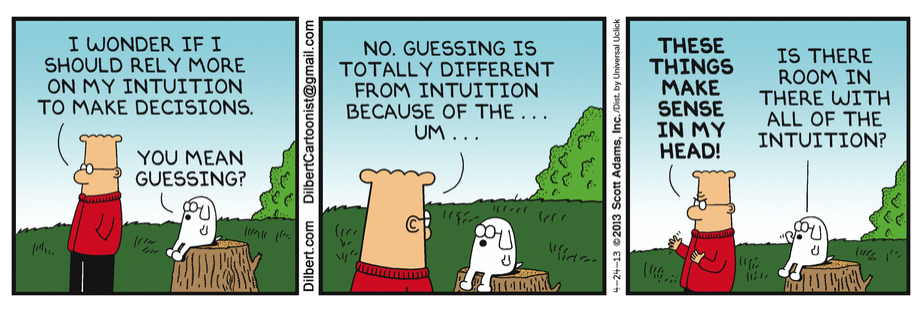 I WONDER IF I
SHOULD RELY MORE
ON MY INTUITION
TO MAKE DECISIONS.
YOU MEAN
GUESSING?
Dilbert.com DilbertCartoonist@gmail.com
NO. GUESSING IS
TOTALLY DIFFERENT
FROM INTUITION
BECAUSE OF THE ...
UM ...
4-24-13 © 2013 Scott Adams, Inc. /Dist. by Universal Uclick
THESE
THINGS
MAKE
SENSE
IN MY
HEAD!
IS THERE
ROOM IN
THERE WITH
ALL OF THE
INTUITION?